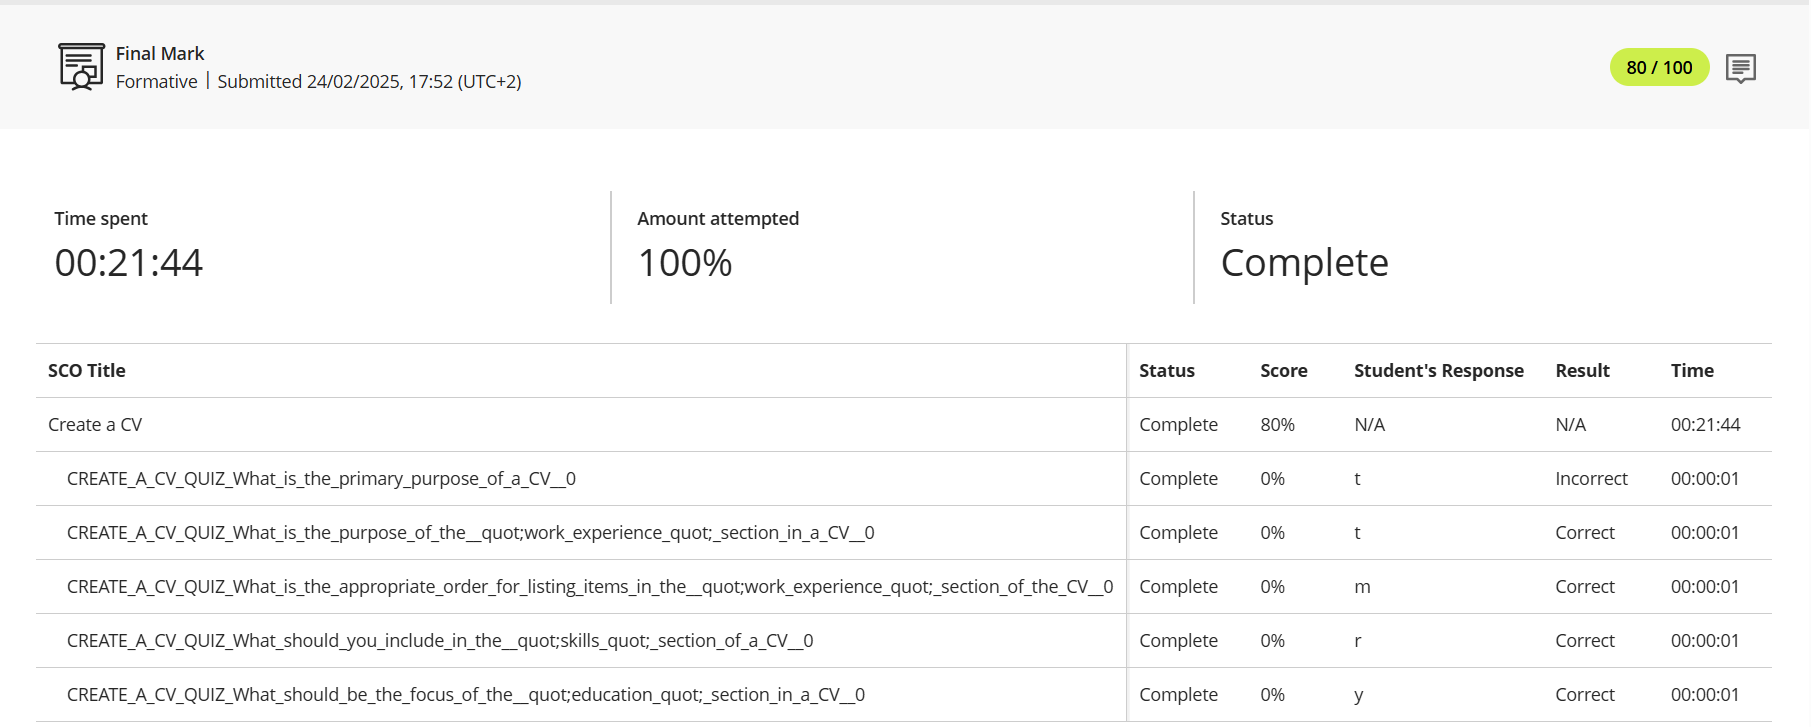 Final Mark
Formative | Submitted 24/02/2025, 17:52 (UTC+2)
80 / 100
Time spent
00:21:44
Amount attempted
100%
Status
Complete
SCO Title Status Score Student's Response Result Time
Create a CV Complete 80% N/A N/A 00:21:44
CREATE_A_CV_QUIZ_What_is_the_primary_purpose_of_a_CV__0 Complete 0% t Incorrect 00:00:01
CREATE_A_CV_QUIZ_What_is_the_purpose_of_the__quot;work_experience_quot;_section_in_a_CV__0 Complete 0% t Correct 00:00:01
CREATE_A_CV_QUIZ_What_is_the_appropriate_order_for_listing_items_in_the__quot;work_experience_quot;_section_of_the_CV__0 Complete 0% m Correct 00:00:01
CREATE_A_CV_QUIZ_What_should_you_include_in_the__quot;skills_quot;_section_of_a_CV__0 Complete 0% r Correct 00:00:01
CREATE_A_CV_QUIZ_What_should_be_the_focus_of_the__quot;education_quot;_section_in_a_CV__0 Complete 0% y Correct 00:00:01